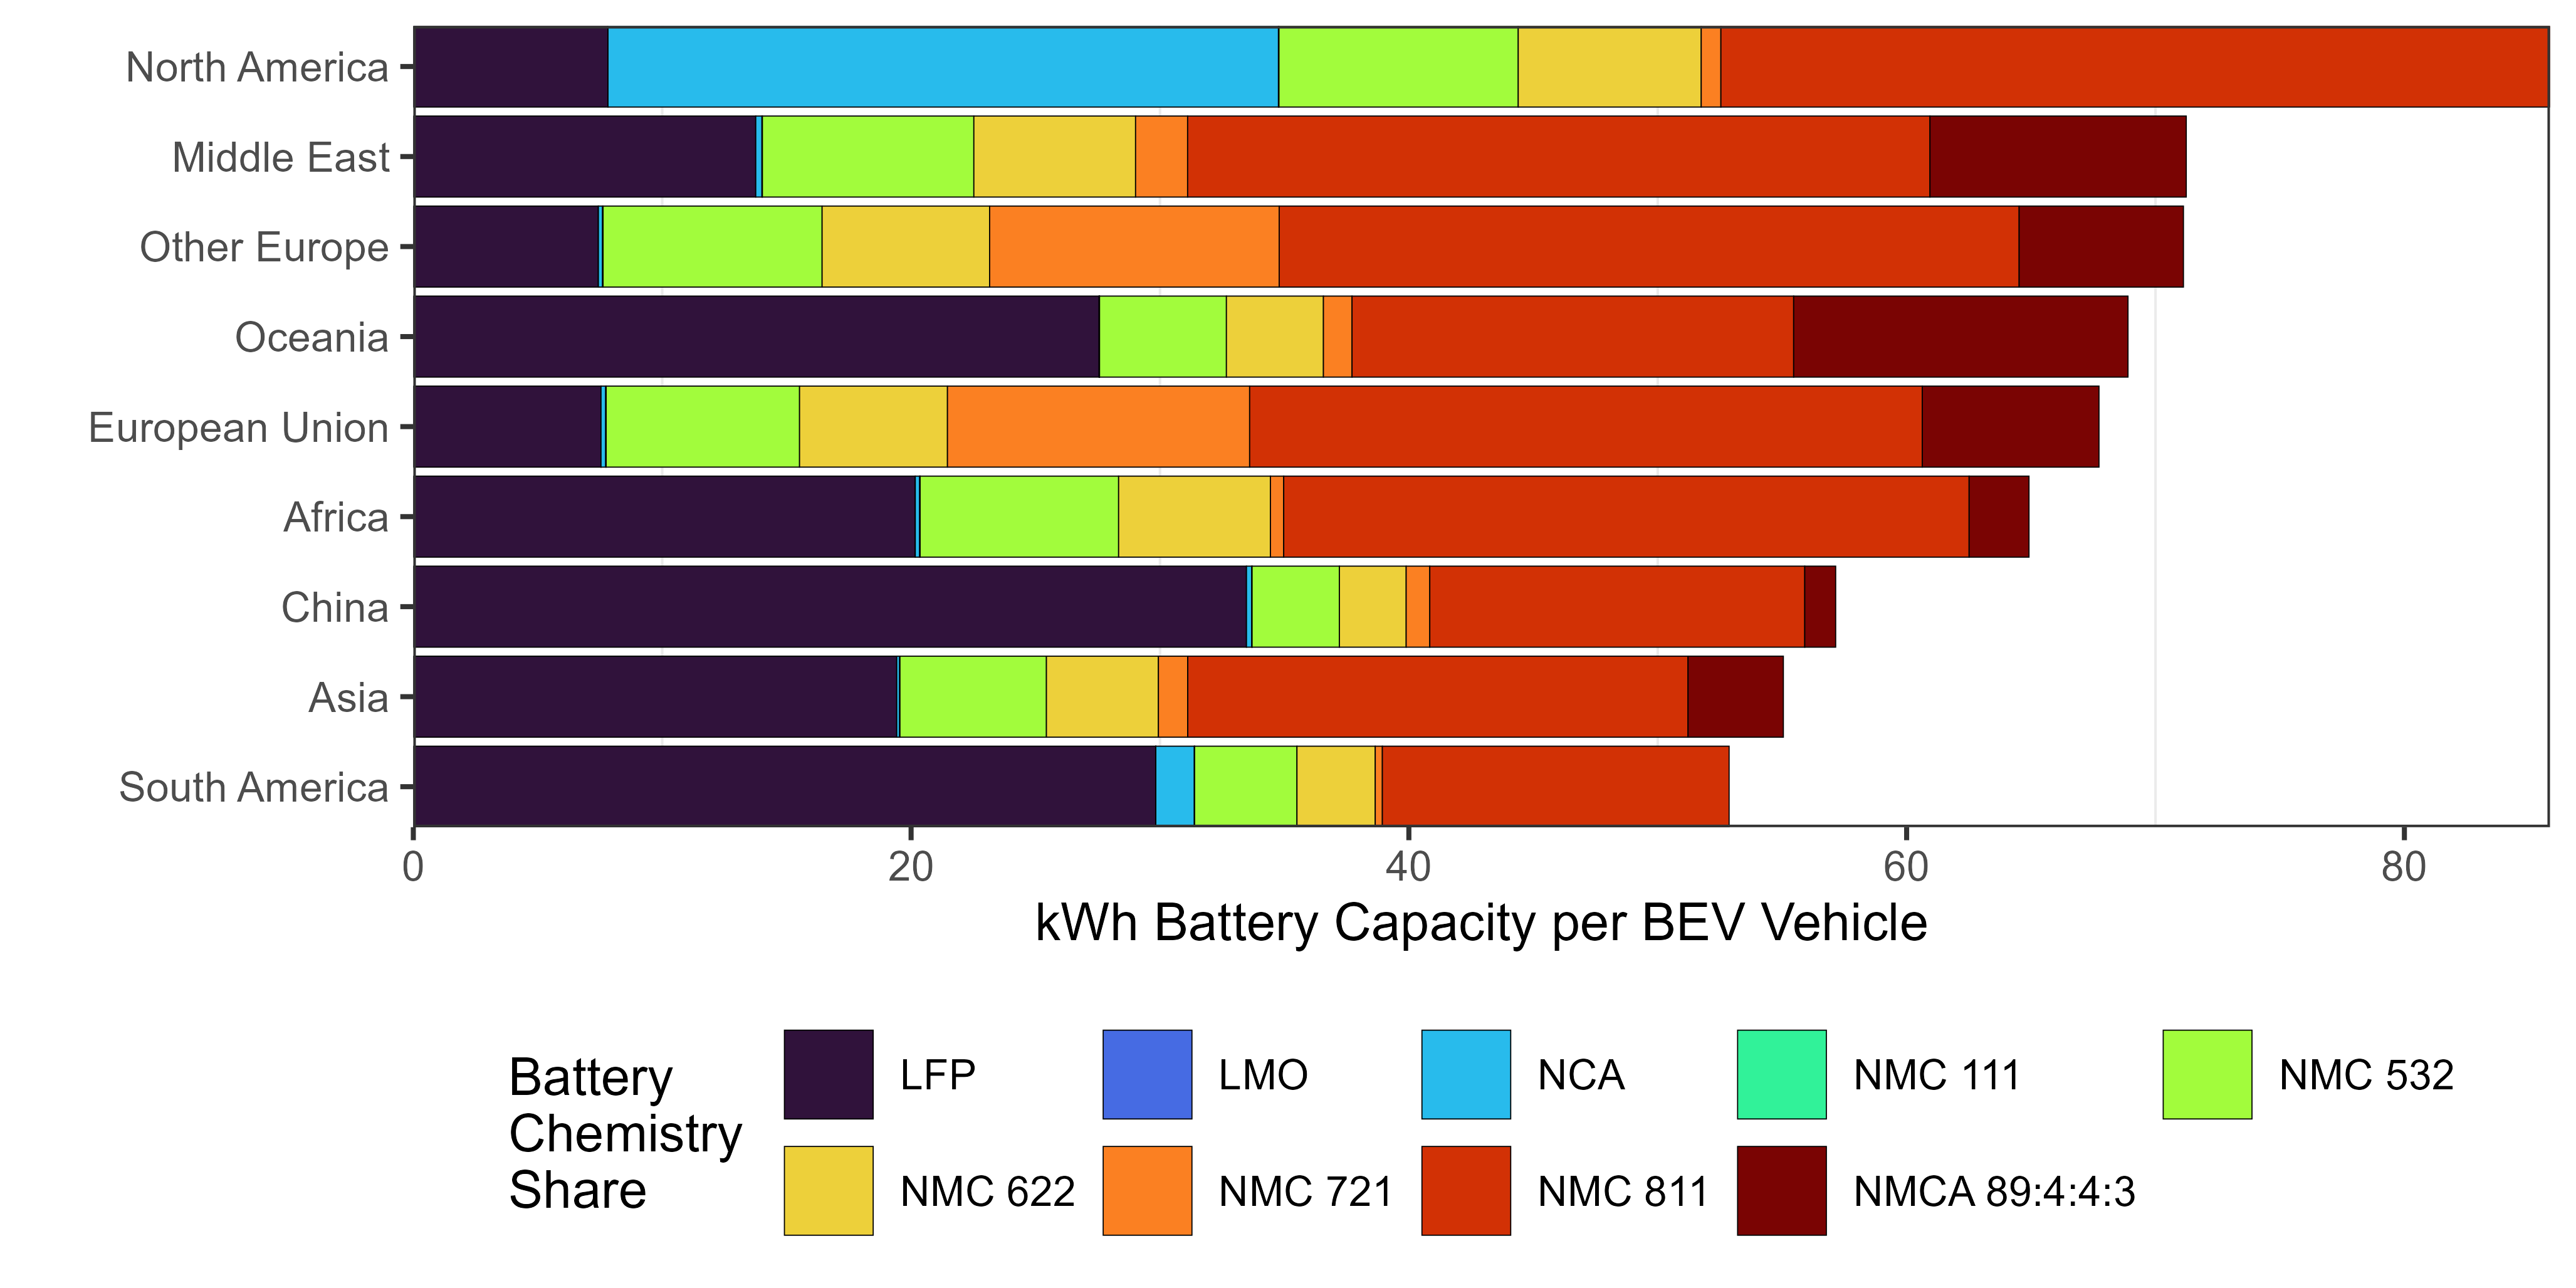 North America
Middle East
Other Europe
Oceania
European Union
Africa
China
Asia
South America
0 20 40 60 80
kWh Battery Capacity per BEV Vehicle
Battery
Chemistry
Share
LFP LMO NCA NMC 111 NMC 532
NMC 622 NMC 721 NMC 811 NMCA 89:4:4:3